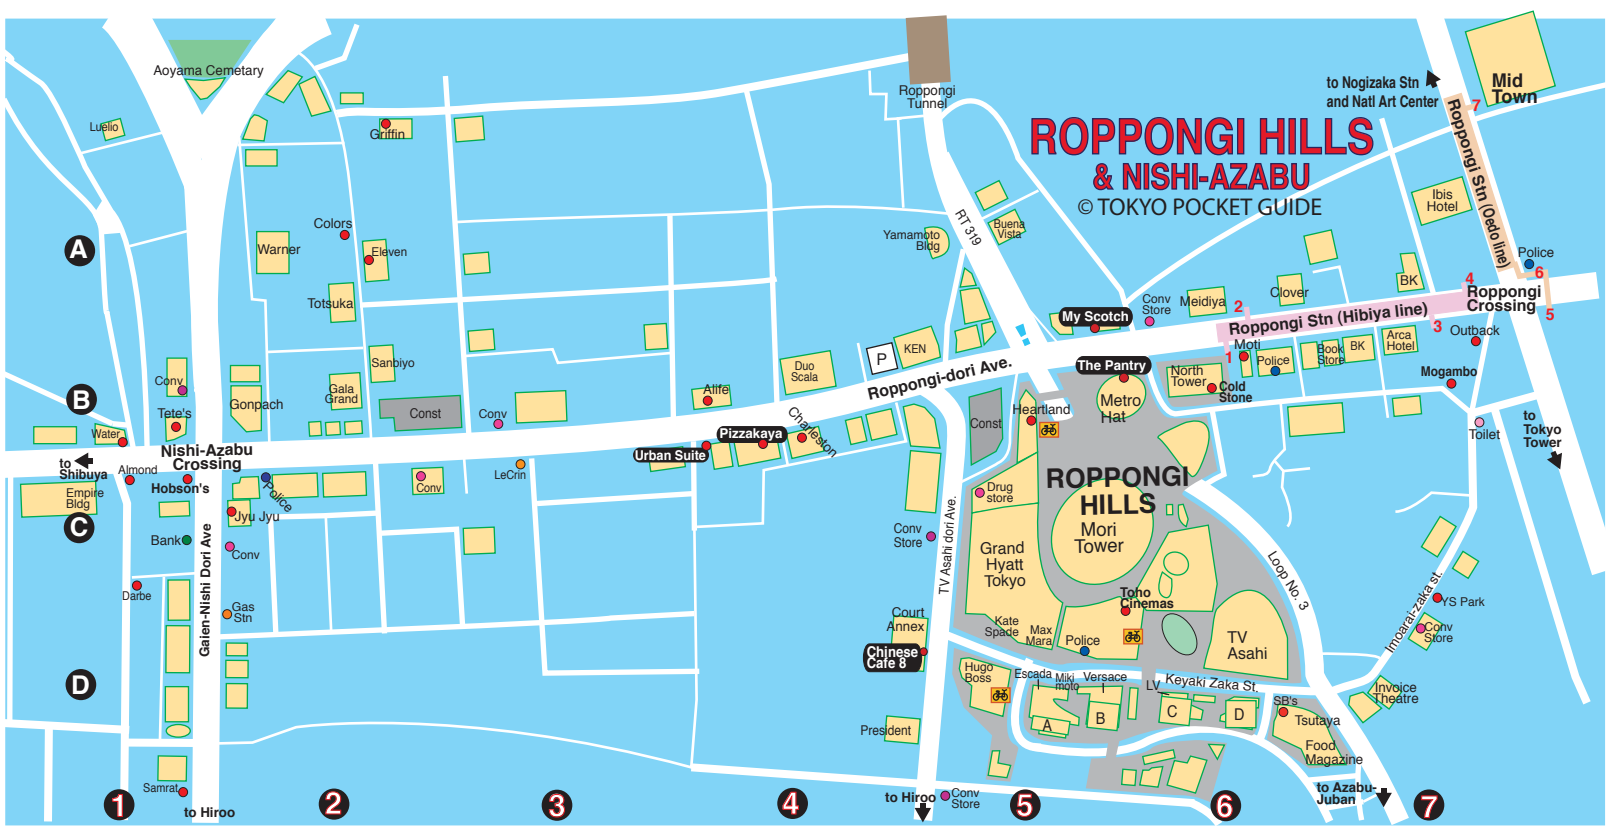 ROPPONGI HILLS
& NISHI-AZABU
© TOKYO POCKET GUIDE
Aoyama Cemetary
Roppongi
Tunnel
to Nogizaka Stn
and Natl Art Center
Mid
Town
7
Roppongi Stn (Oedo line)
Luelio
Griffin
Ibis
Hotel
RT 319
Colors
Warner
Eleven
Totsuka
Yamamoto
Bldg
Buena
Vista
A
Police
6
BK
4
Roppongi
Crossing
5
Clover
Meidiya
Conv
Store
2
My Scotch
Roppongi Stn (Hibiya line)
3
Outback
1
Moti
Police
Book
Store
BK
Arca
Hotel
KEN
P
Duo
Scala
Roppongi-dori Ave.
The Pantry
North
Tower
Cold
Stone
Mogambo
Sanbiyo
Gala
Grand
Gonpach
Conv
Tete's
B
Const
Conv
Alife
Charleston
Pizzakaya
Urban Suite
Const
Heartland
Metro
Hat
Toilet
to
Tokyo
Tower
Water
Nishi-Azabu
Crossing
to
Shibuya
Almond
Hobson's
Empire
Bldg
C
Police
Jyu Jyu
Conv
LeCrin
Bank
Conv
Darbe
Gas
Stn
Gaien-Nishi Dori Ave
Drug
store
ROPPONGI
HILLS
Mori
Tower
Grand
Hyatt
Tokyo
Conv
Store
TV Asahi dori Ave.
Loop No. 3
Toho
Cinemas
Court
Annex
Chinese
Cafe 8
Kate
Spade
Max
Mara
Police
TV
Asahi
Imoarai-zaka st.
YS Park
Conv
Store
D
Hugo
Boss
Escada
Miki
moto
Versace
LV
Keyaki Zaka St.
A
B
C
D
SB's
Tsutaya
Food
Magazine
Invoice
Theatre
President
Samrat
to Hiroo
to Hiroo
Conv
Store
to Azabu-
Juban
1
2
3
4
5
6
7